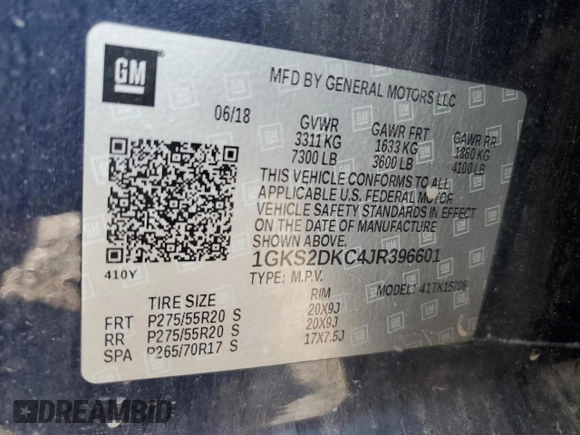 GM
MFD BY GENERAL MOTORS LLC
06/18
GVWR GAWR FRT GAWR RR
3311 KG 1633 KG 1860 KG
7300 LB 3600 LB 4100 LB
THIS VEHICLE CONFORMS TO ALL
APPLICABLE U.S. FEDERAL MOTOR
VEHICLE SAFETY STANDARDS IN EFFECT
ON THE DATE OF MANUFACTURE
SHOWN ABOVE.
1GKS2DKC4JR396601
410Y
TYPE: M.P.V. MODEL: 41TK15706
TIRE SIZE RIM
FRT P275/55R20 S 20X9J
RR P275/55R20 S 20X9J
SPA P265/70R17 S 17X7.5J
DREAMBID